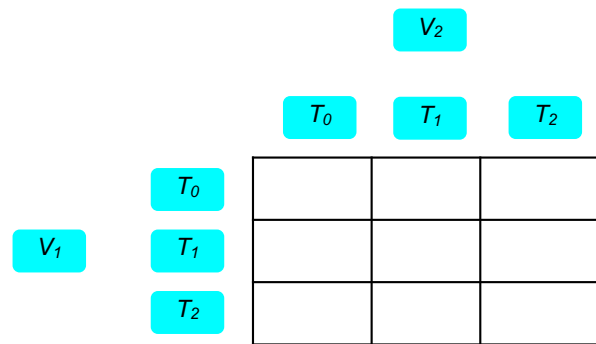 V₂
T₀ T₁ T₂
T₀
V₁ T₁
T₂